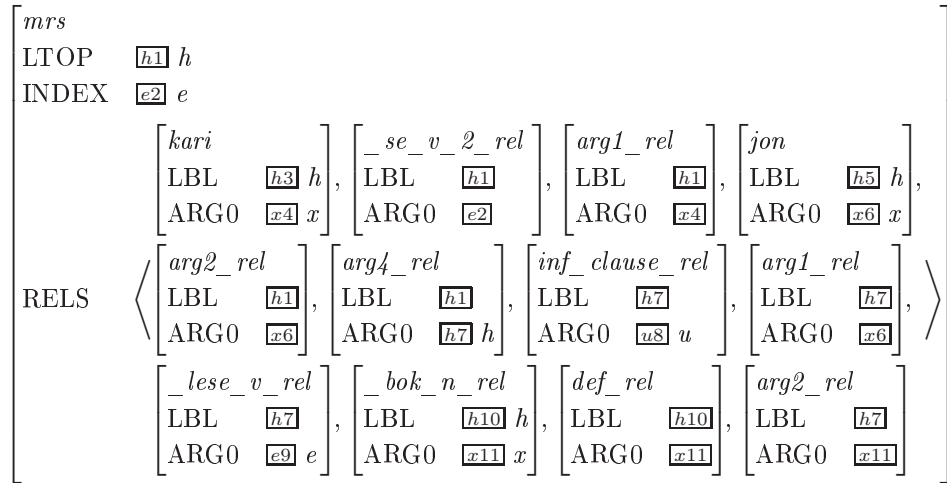 mrs
LTOP h1 h
INDEX e2 e
kari _se_v_2_rel arg1_rel jon
LBL h3 h, LBL h1, LBL h1, LBL h5 h,
ARG0 x4 x ARG0 e2 ARG0 x4 ARG0 x6 x
arg2_rel arg4_rel inf_clause_rel arg1_rel
RELS ⟨ LBL h1, LBL h1, LBL h7, LBL h7, ⟩
ARG0 x6 ARG0 h7 h ARG0 u8 u ARG0 x6
_lese_v_rel _bok_n_rel def_rel arg2_rel
LBL h7, LBL h10 h, LBL h10, LBL h7
ARG0 e9 e ARG0 x11 x ARG0 x11 ARG0 x11